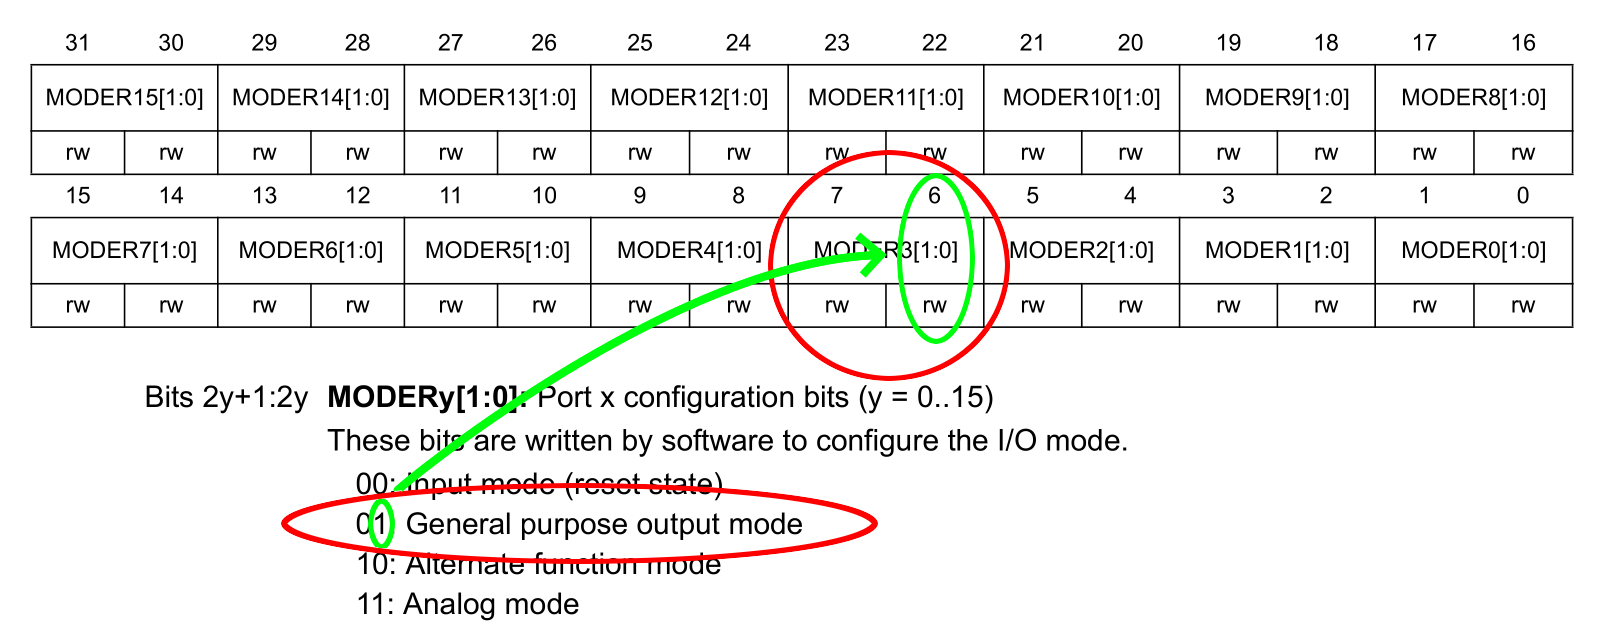 31 30 29 28 27 26 25 24 23 22 21 20 19 18 17 16
MODER15[1:0] MODER14[1:0] MODER13[1:0] MODER12[1:0] MODER11[1:0] MODER10[1:0] MODER9[1:0] MODER8[1:0]
rw rw rw rw rw rw rw rw rw rw rw rw rw rw rw rw
15 14 13 12 11 10 9 8 7 6 5 4 3 2 1 0
MODER7[1:0] MODER6[1:0] MODER5[1:0] MODER4[1:0] MODER3[1:0] MODER2[1:0] MODER1[1:0] MODER0[1:0]
rw rw rw rw rw rw rw rw rw rw rw rw rw rw rw rw
Bits 2y+1:2y MODERy[1:0]: Port x configuration bits (y = 0..15)
These bits are written by software to configure the I/O mode.
00: Input mode (reset state)
01: General purpose output mode
10: Alternate function mode
11: Analog mode